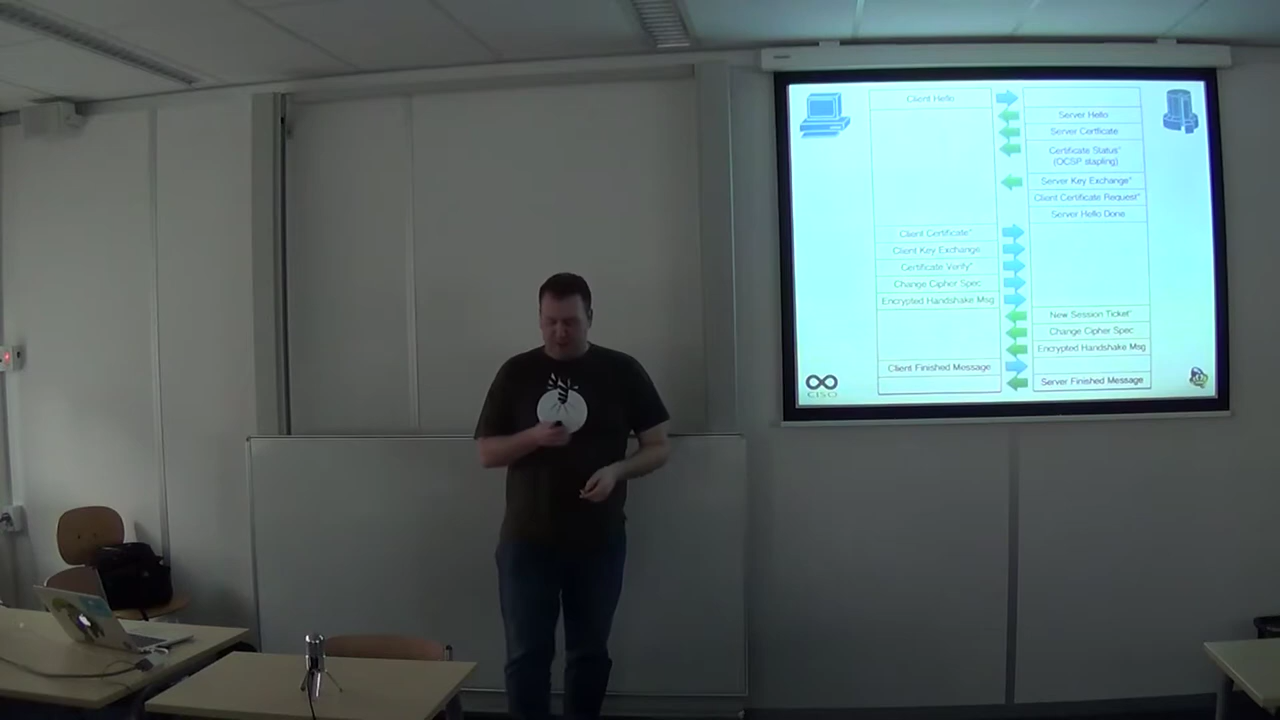 Client Hello
Server Hello
Server Certficate
Certificate Status*
(OCSP stapling)
Server Key Exchange*
Client Certificate Request*
Server Hello Done
Client Certificate*
Client Key Exchange
Certificate Verify*
Change Cipher Spec
Encrypted Handshake Msg
New Session Ticket*
Change Cipher Spec
Encrypted Handshake Msg
Client Finished Message
Server Finished Message